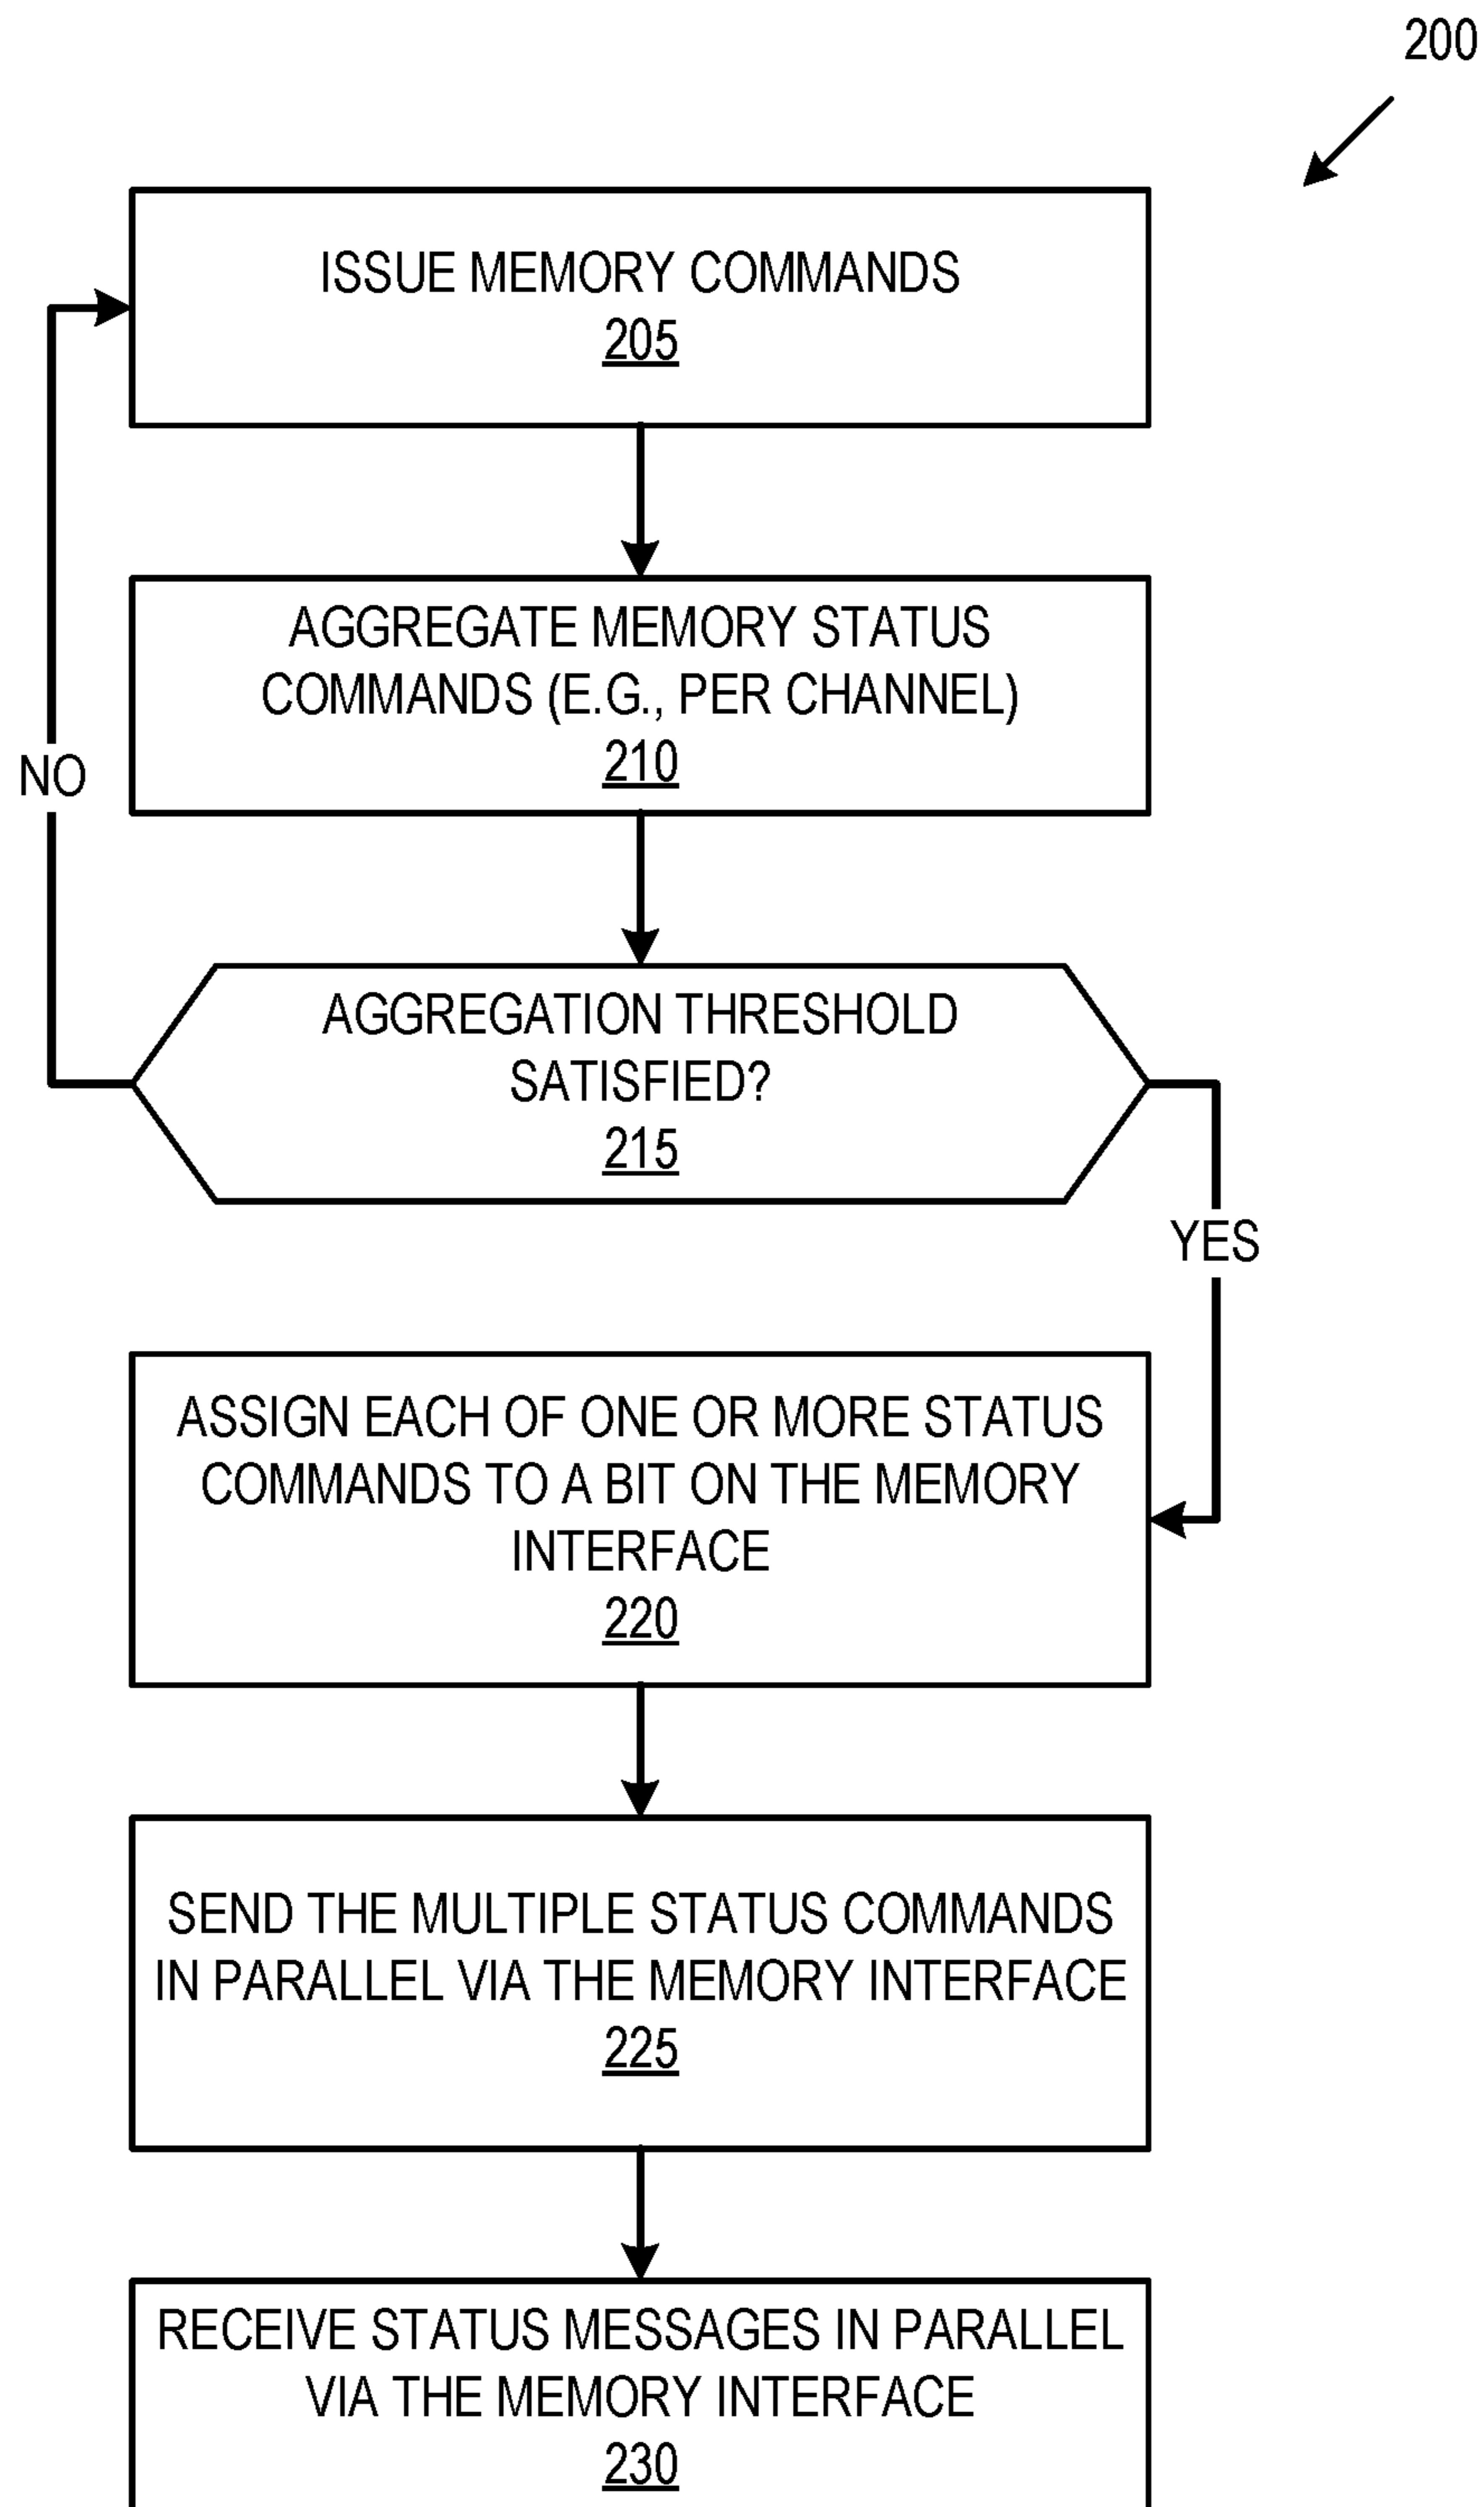 200
ISSUE MEMORY COMMANDS
205
AGGREGATE MEMORY STATUS
COMMANDS (E.G., PER CHANNEL)
210
NO
AGGREGATION THRESHOLD
SATISFIED?
215
YES
ASSIGN EACH OF ONE OR MORE STATUS
COMMANDS TO A BIT ON THE MEMORY
INTERFACE
220
SEND THE MULTIPLE STATUS COMMANDS
IN PARALLEL VIA THE MEMORY INTERFACE
225
RECEIVE STATUS MESSAGES IN PARALLEL
VIA THE MEMORY INTERFACE
230